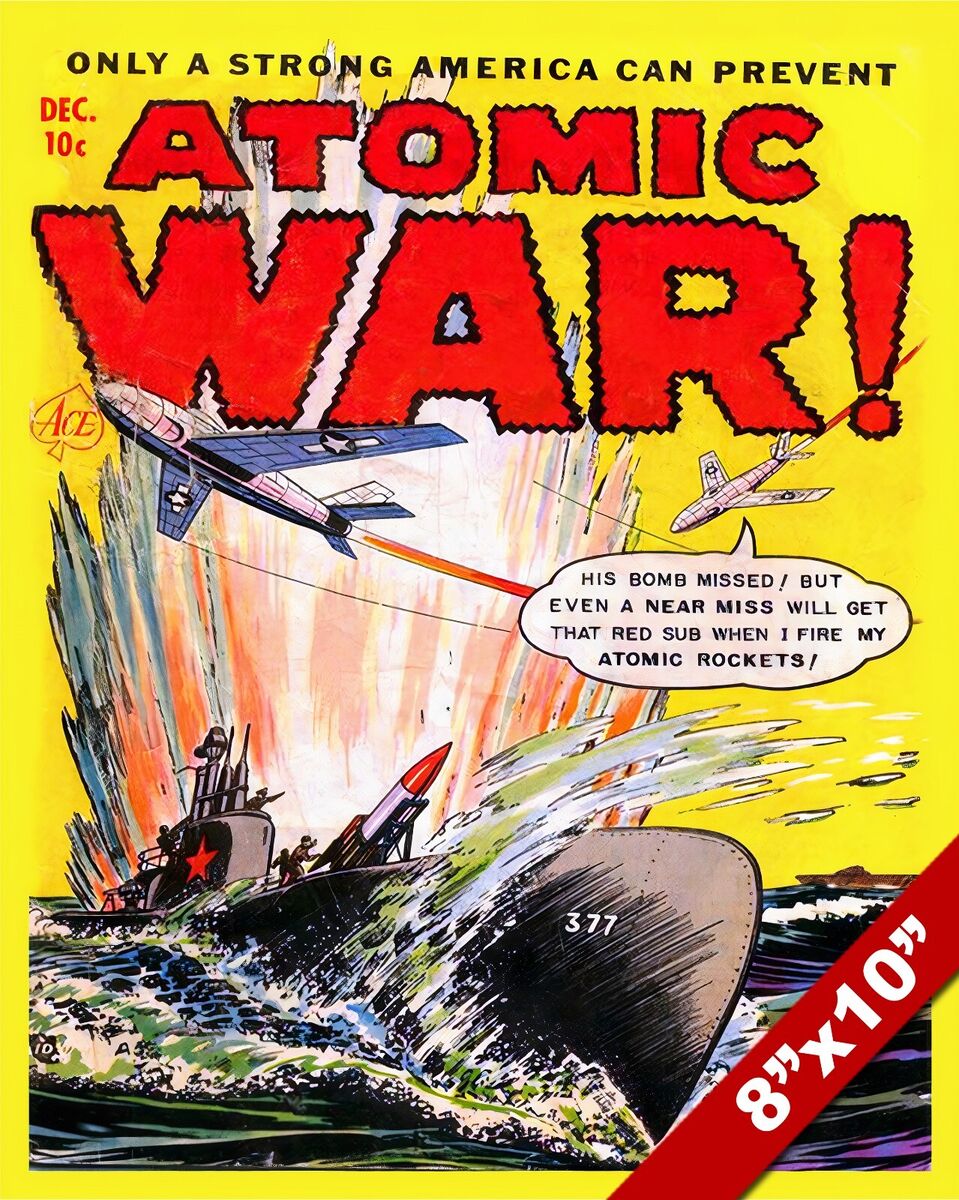 ONLY A STRONG AMERICA CAN PREVENT
DEC.
10¢
ATOMIC
WAR!
ACE
HIS BOMB MISSED! BUT
EVEN A NEAR MISS WILL GET
THAT RED SUB WHEN I FIRE MY
ATOMIC ROCKETS!
377
8”x10”